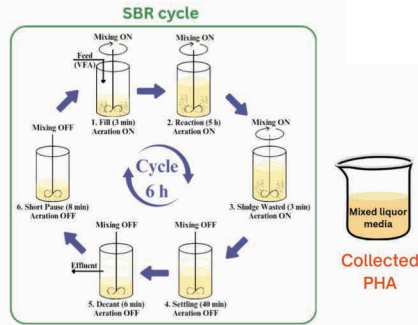 SBR cycle
Mixing ON
Feed
(VFA)
1. Fill (3 min)
Aeration ON
Mixing ON
2. Reaction (5 h)
Aeration ON
Mixing ON
3. Sludge Wasted (3 min)
Aeration ON
Mixing OFF
4. Settling (40 min)
Aeration OFF
Mixing OFF
Effluent
5. Decant (6 min)
Aeration OFF
Mixing OFF
6. Short Pause (8 min)
Aeration OFF
Cycle
6 h
Mixed liquor
media
Collected
PHA